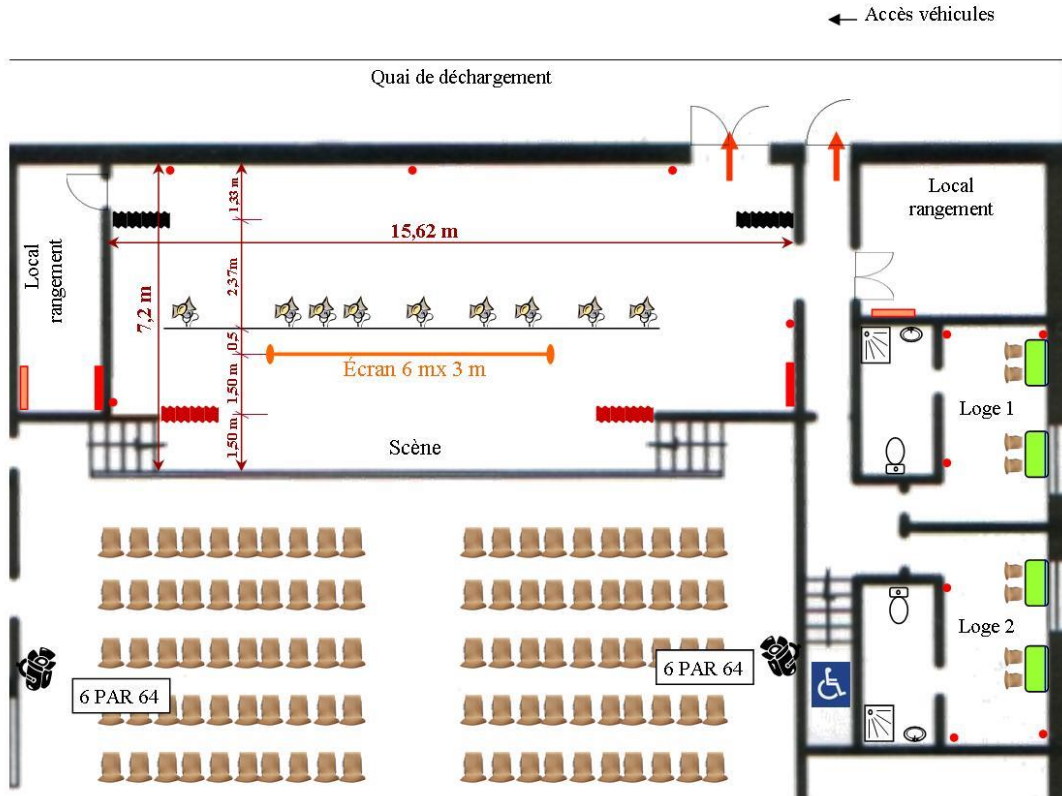 Accès véhicules
Quai de déchargement
Local
rangement
Local
rangement
1,33 m
15,62 m
7,2 m
2,37m
0,5
1,50 m
1,50 m
Écran 6 mx 3 m
Scène
Loge 1
Loge 2
6 PAR 64
6 PAR 64